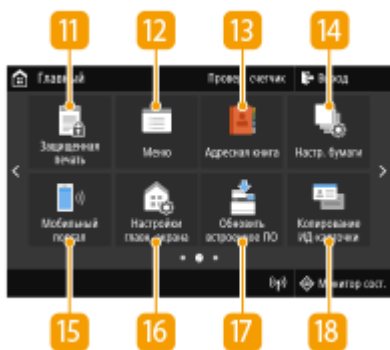 11 12 13 14
Главный Провер. счетчик Выход
Защищенная печать Меню Адресная книга Настр. бумаги
Мобильный портал Настройки главн. экрана Обновить встроенное ПО Копирование ИД-карточки
Монитор сост.
15 16 17 18